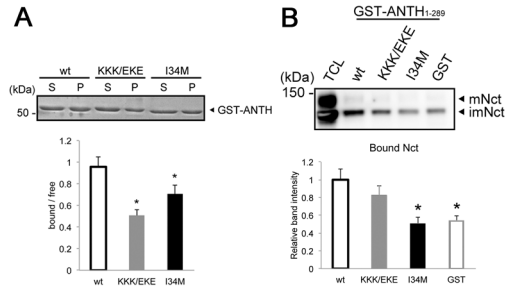 A
wt KKK/EKE I34M
(kDa) S P S P S P
50 - GST-ANTH
bound / free
1.2
1
0.8
0.6
0.4
0.2
0
* *
wt KKK/EKE I34M
B
GST-ANTH1-289
TCL wt KKK/EKE I34M GST
(kDa)
150 - mNct
imNct
Bound Nct
Relative band intensity
1.2
1
0.8
0.6
0.4
0.2
0
* *
wt KKK/EKE I34M GST